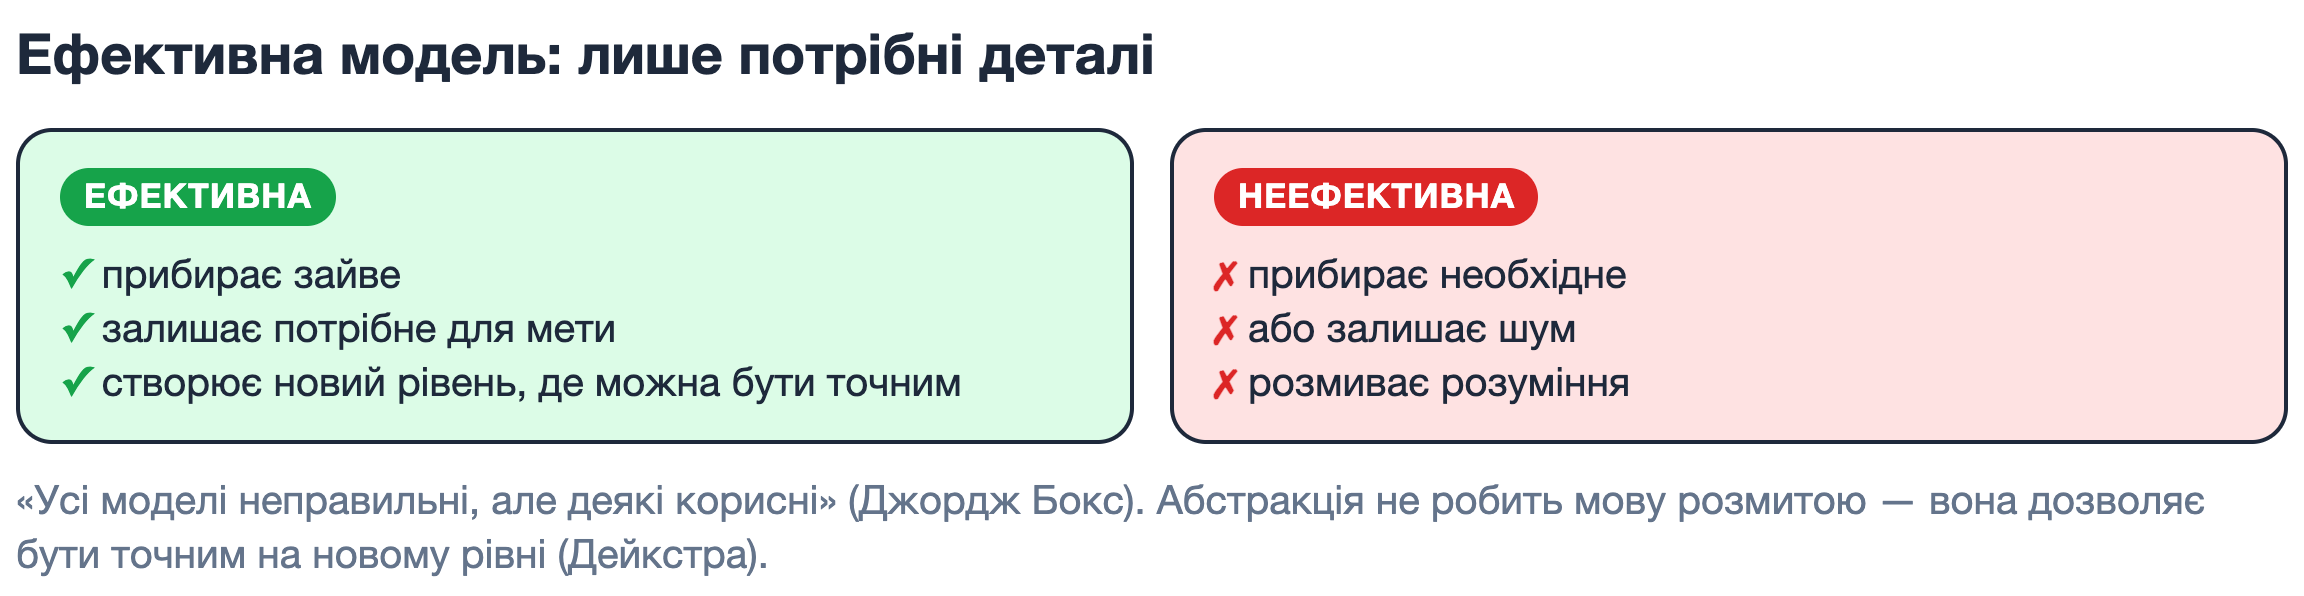 Ефективна модель: лише потрібні деталі
ЕФЕКТИВНА
✓ прибирає зайве
✓ залишає потрібне для мети
✓ створює новий рівень, де можна бути точним
НЕЕФЕКТИВНА
✗ прибирає необхідне
✗ або залишає шум
✗ розмиває розуміння
«Усі моделі неправильні, але деякі корисні» (Джордж Бокс). Абстракція не робить мову розмитою — вона дозволяє
бути точним на новому рівні (Дейкстра).